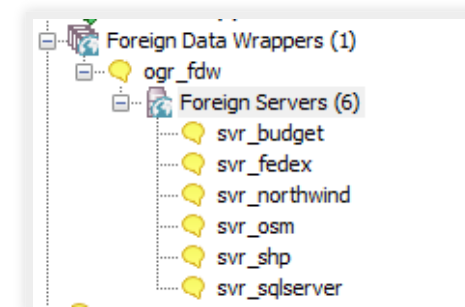 Foreign Data Wrappers (1)
ogr_fdw
Foreign Servers (6)
svr_budget
svr_fedex
svr_northwind
svr_osm
svr_shp
svr_sqlserver